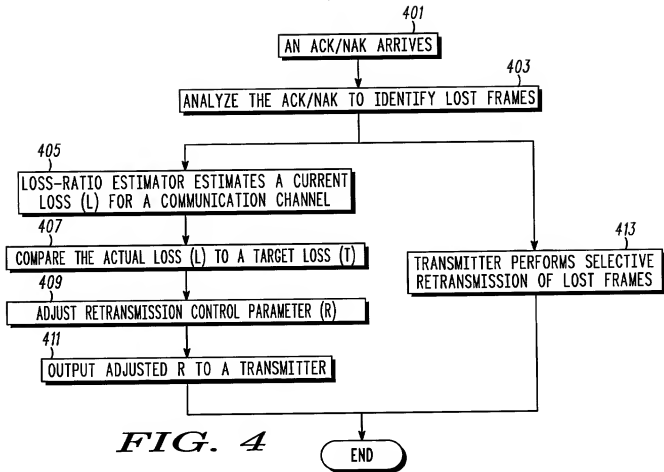 401
AN ACK/NAK ARRIVES
403
ANALYZE THE ACK/NAK TO IDENTIFY LOST FRAMES
405
LOSS-RATIO ESTIMATOR ESTIMATES A CURRENT
LOSS (L) FOR A COMMUNICATION CHANNEL
407
COMPARE THE ACTUAL LOSS (L) TO A TARGET LOSS (T)
409
ADJUST RETRANSMISSION CONTROL PARAMETER (R)
411
OUTPUT ADJUSTED R TO A TRANSMITTER
413
TRANSMITTER PERFORMS SELECTIVE
RETRANSMISSION OF LOST FRAMES
FIG. 4
END